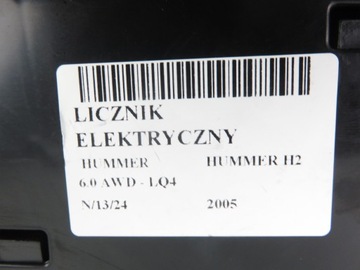 LICZNIK
ELEKTRYCZNY
HUMMER HUMMER H2
6.0 AWD - LQ4
N/13/24 2005